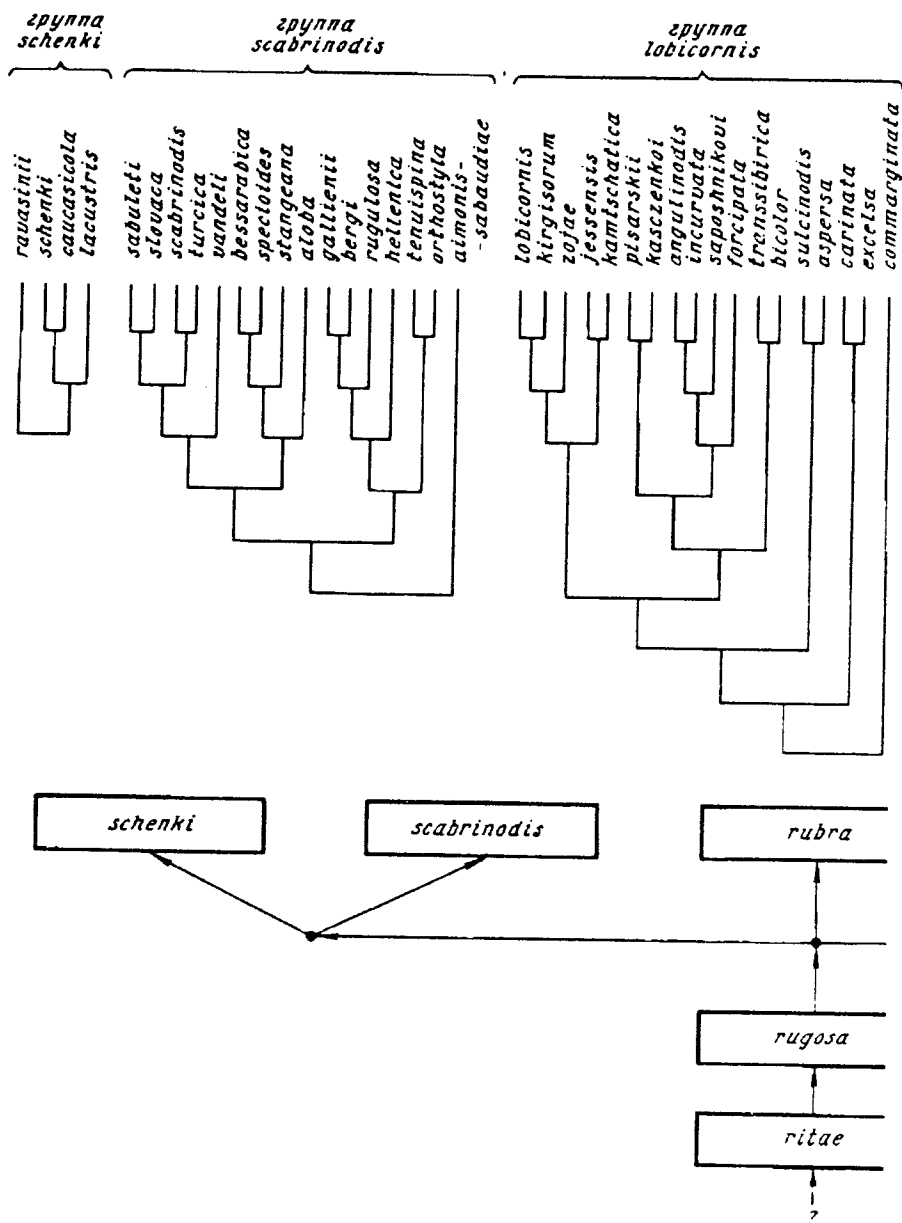 группа
schenki
группа
scabrinodis
группа
lobicornis
ravasinii
schenki
caucasicola
lacustris
sabuleti
slovaca
scabrinodis
turcica
vandeli
bessarabica
specioides
stangeana
aloba
gallienii
bergi
rugulosa
hellenica
tenuispina
orthostyla
aimonis-
-sabaudiae
lobicornis
kirgisorum
zojae
jessensis
kamtschatica
pisarskii
kasczenkoi
angulinodis
incurvata
saposhnikovi
forcipata
transsibirica
bicolor
sulcinodis
aspersa
carinata
excelsa
commarginata
schenki
scabrinodis
rubra
rugosa
ritae
?